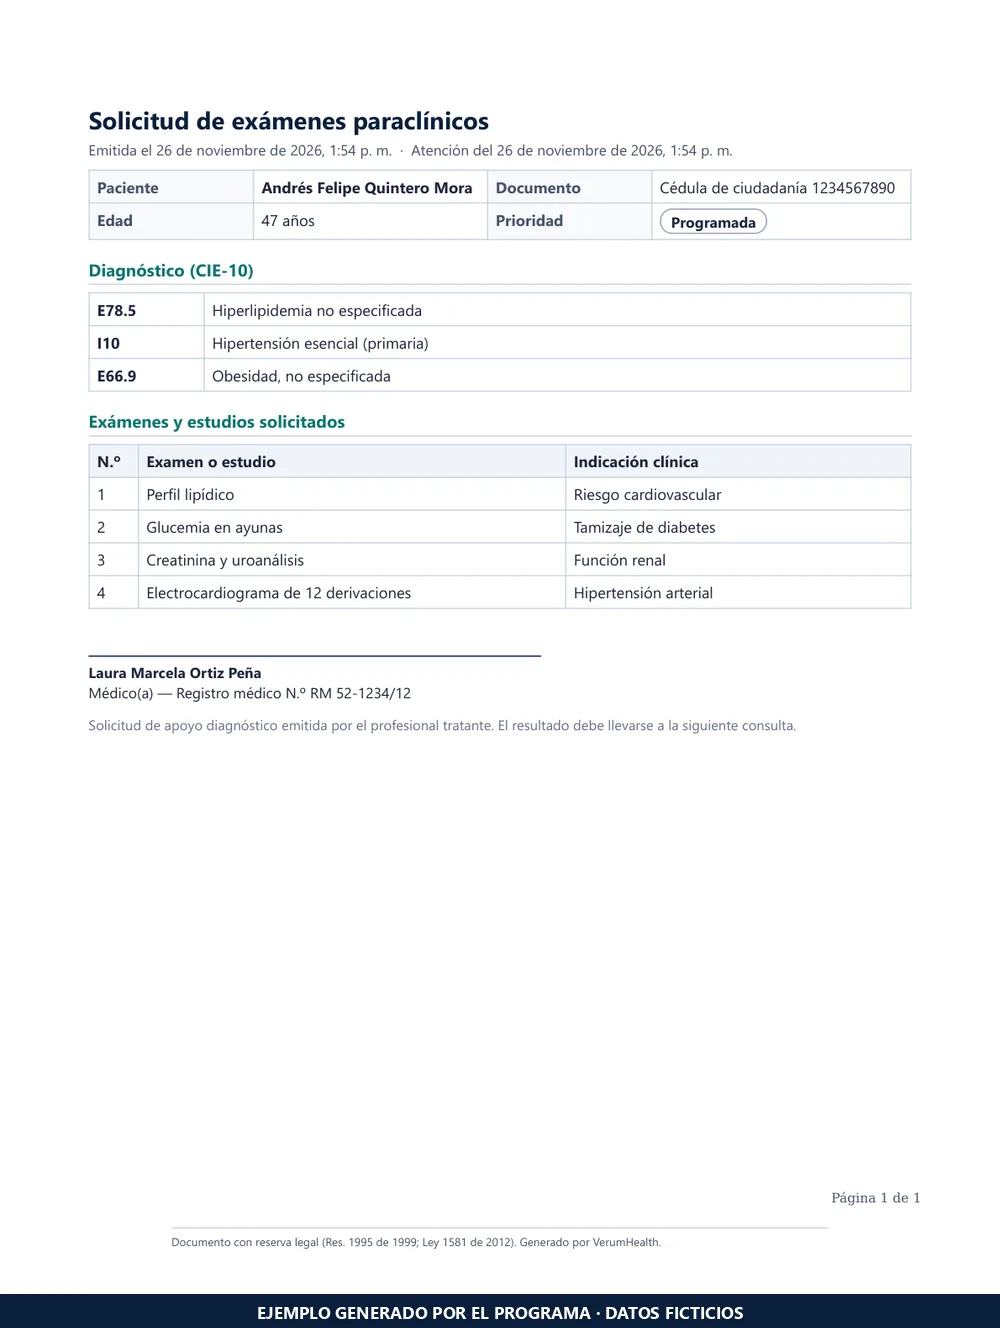 Solicitud de exámenes paraclínicos
Emitida el 26 de noviembre de 2026, 1:54 p. m. · Atención del 26 de noviembre de 2026, 1:54 p. m.
Paciente Andrés Felipe Quintero Mora Documento Cédula de ciudadanía 1234567890
Edad 47 años Prioridad Programada
Diagnóstico (CIE-10)
E78.5 Hiperlipidemia no especificada
I10 Hipertensión esencial (primaria)
E66.9 Obesidad, no especificada
Exámenes y estudios solicitados
N.º Examen o estudio Indicación clínica
1 Perfil lipídico Riesgo cardiovascular
2 Glucemia en ayunas Tamizaje de diabetes
3 Creatinina y uroanálisis Función renal
4 Electrocardiograma de 12 derivaciones Hipertensión arterial
Laura Marcela Ortiz Peña
Médico(a) — Registro médico N.º RM 52-1234/12
Solicitud de apoyo diagnóstico emitida por el profesional tratante. El resultado debe llevarse a la siguiente consulta.
Página 1 de 1
Documento con reserva legal (Res. 1995 de 1999; Ley 1581 de 2012). Generado por VerumHealth.
EJEMPLO GENERADO POR EL PROGRAMA · DATOS FICTICIOS